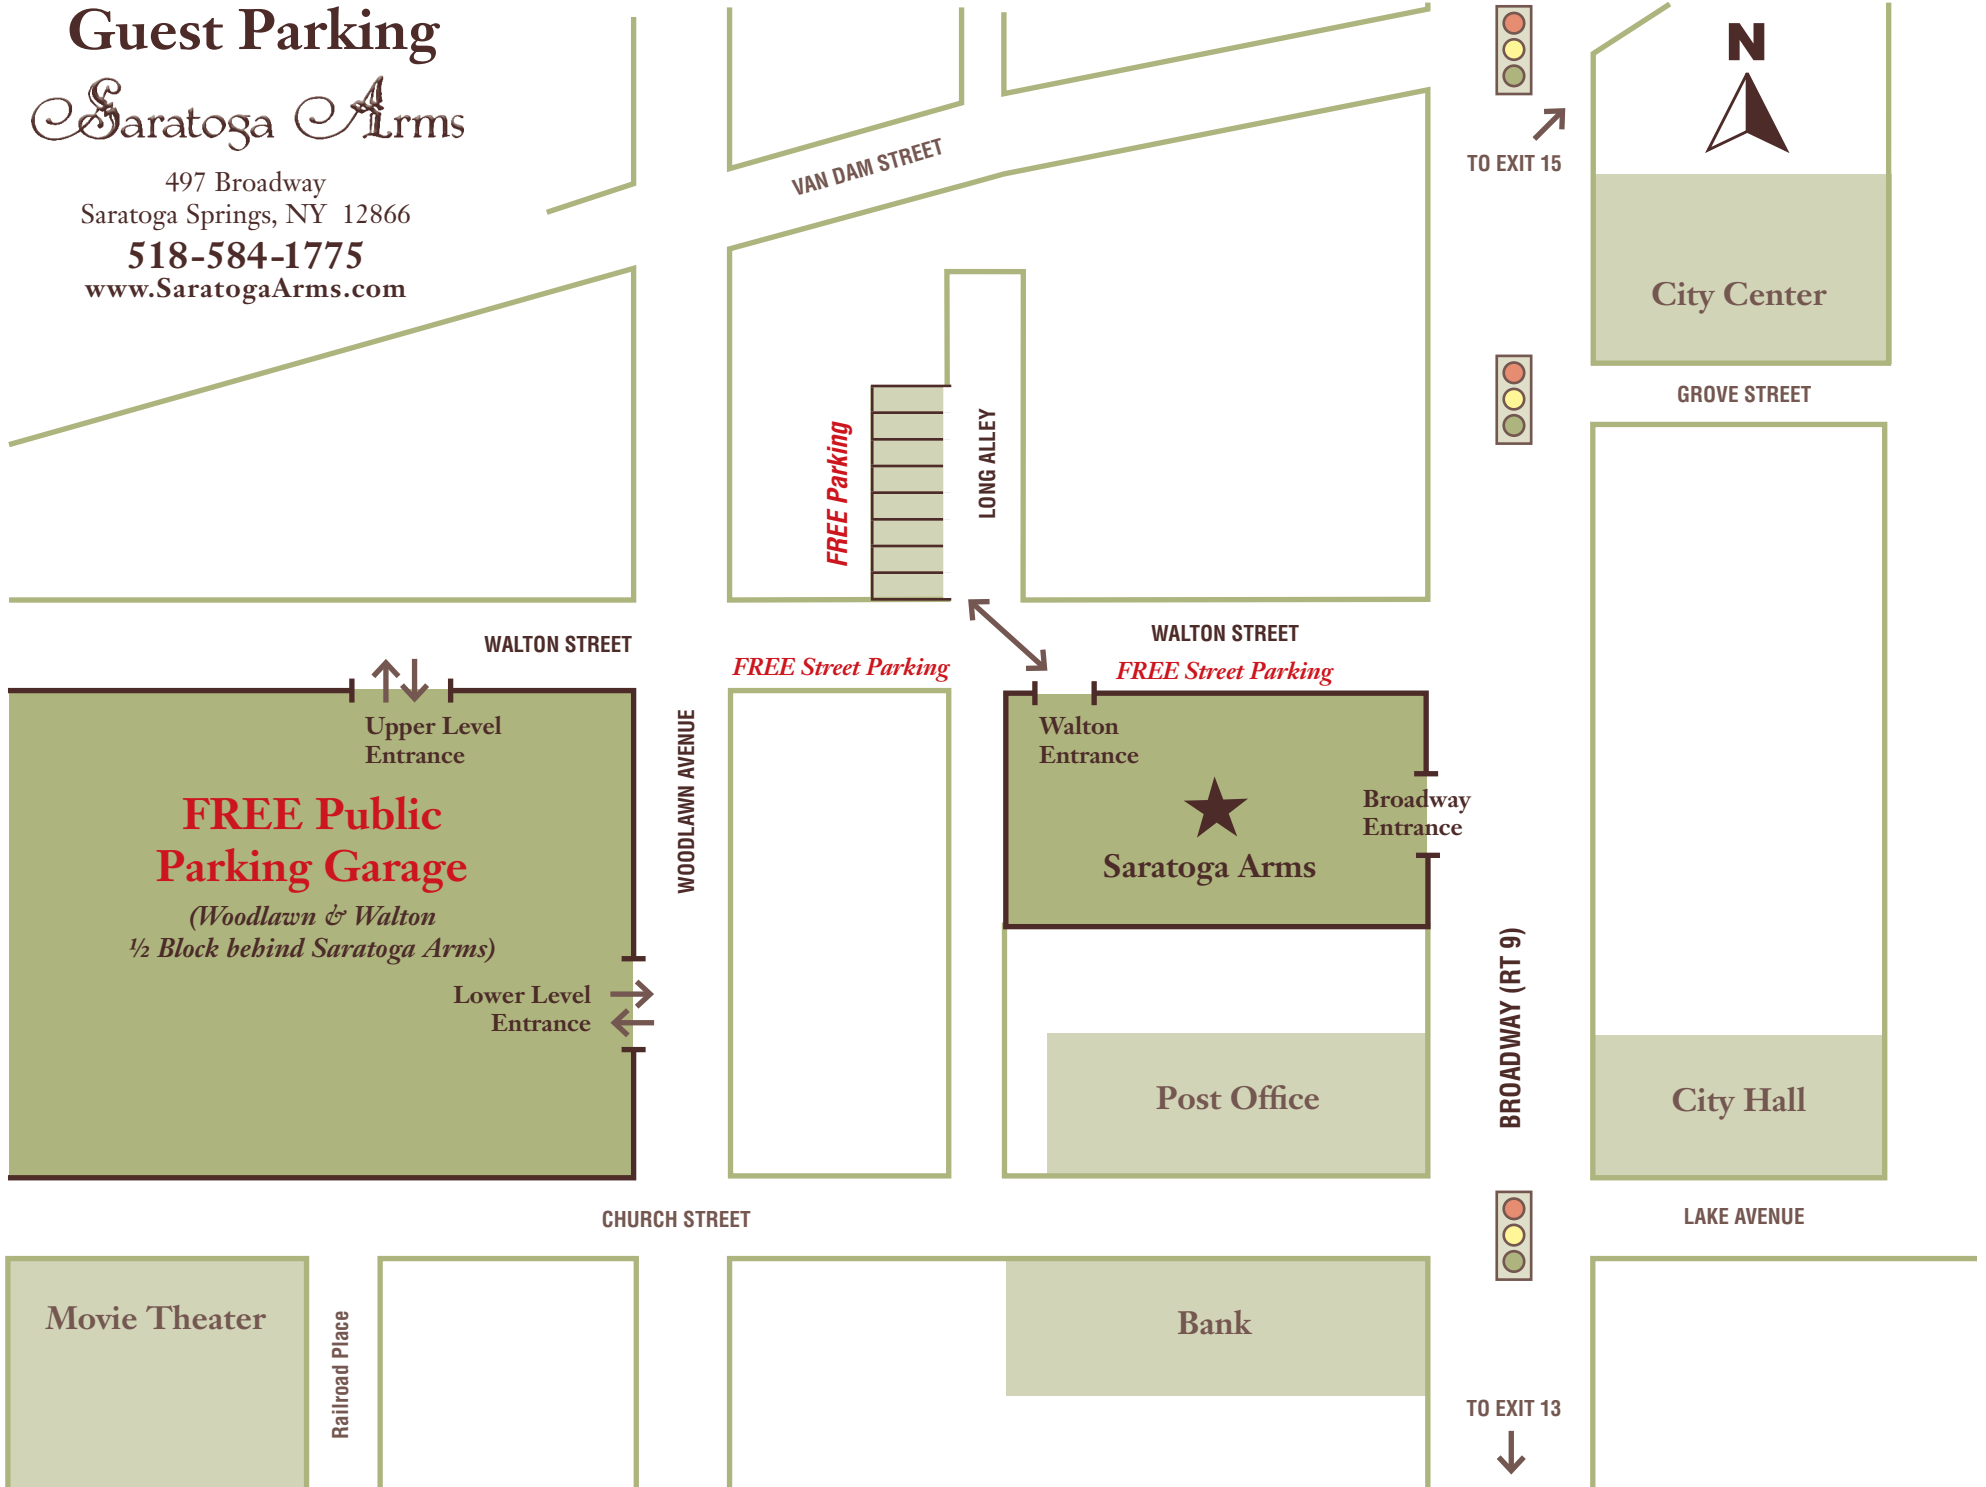 Guest Parking
Saratoga Arms
497 Broadway
Saratoga Springs, NY 12866
518-584-1775
www.SaratogaArms.com
VAN DAM STREET
TO EXIT 15
N
City Center
GROVE STREET
FREE Parking
LONG ALLEY
WALTON STREET
WALTON STREET
FREE Street Parking
FREE Street Parking
Upper Level
Entrance
FREE Public
Parking Garage
(Woodlawn & Walton
½ Block behind Saratoga Arms)
Lower Level
Entrance
WOODLAWN AVENUE
Walton
Entrance
Saratoga Arms
Broadway
Entrance
BROADWAY (RT 9)
Post Office
City Hall
CHURCH STREET
LAKE AVENUE
Movie Theater
Railroad Place
Bank
TO EXIT 13